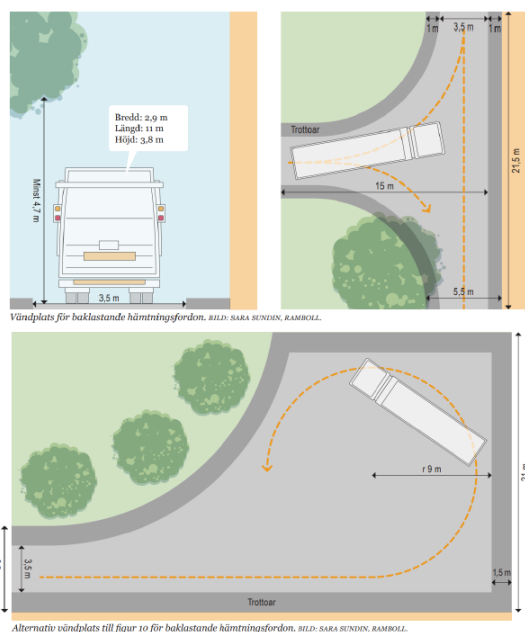 Bredd: 2,9 m
Längd: 11 m
Höjd: 3,8 m
Minst 4,7 m
3,5 m
1 m
3,5 m
1 m
Trottoar
15 m
21,5 m
5,5 m
Vändplats för baklastande hämtningsfordon. BILD: SARA SUNDIN, RAMBOLL.
r 9 m
3,5 m
1,5 m
Trottoar
Alternativ vändplats till figur 10 för baklastande hämtningsfordon. BILD: SARA SUNDIN, RAMBOLL.